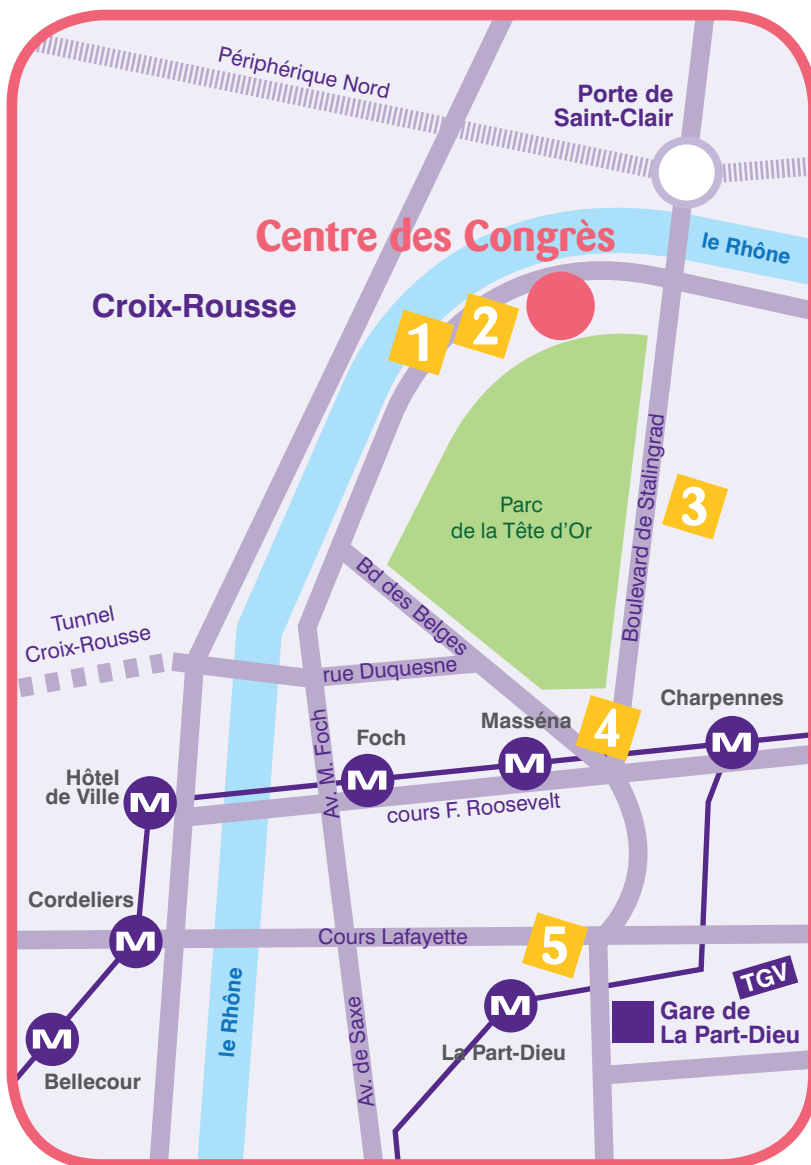 Périphérique Nord
Porte de
Saint-Clair
Centre des Congrès
le Rhône
Croix-Rousse
1
2
3
Parc
de la Tête d'Or
Boulevard de Stalingrad
Bd des Belges
Tunnel
Croix-Rousse
rue Duquesne
Av. M. Foch
4
Charpennes
M
Masséna
M
Foch
M
Hôtel
de Ville
M
cours F. Roosevelt
Cordeliers
M
Cours Lafayette
5
le Rhône
Av. de Saxe
TGV
Gare de
La Part-Dieu
M
La Part-Dieu
M
Bellecour